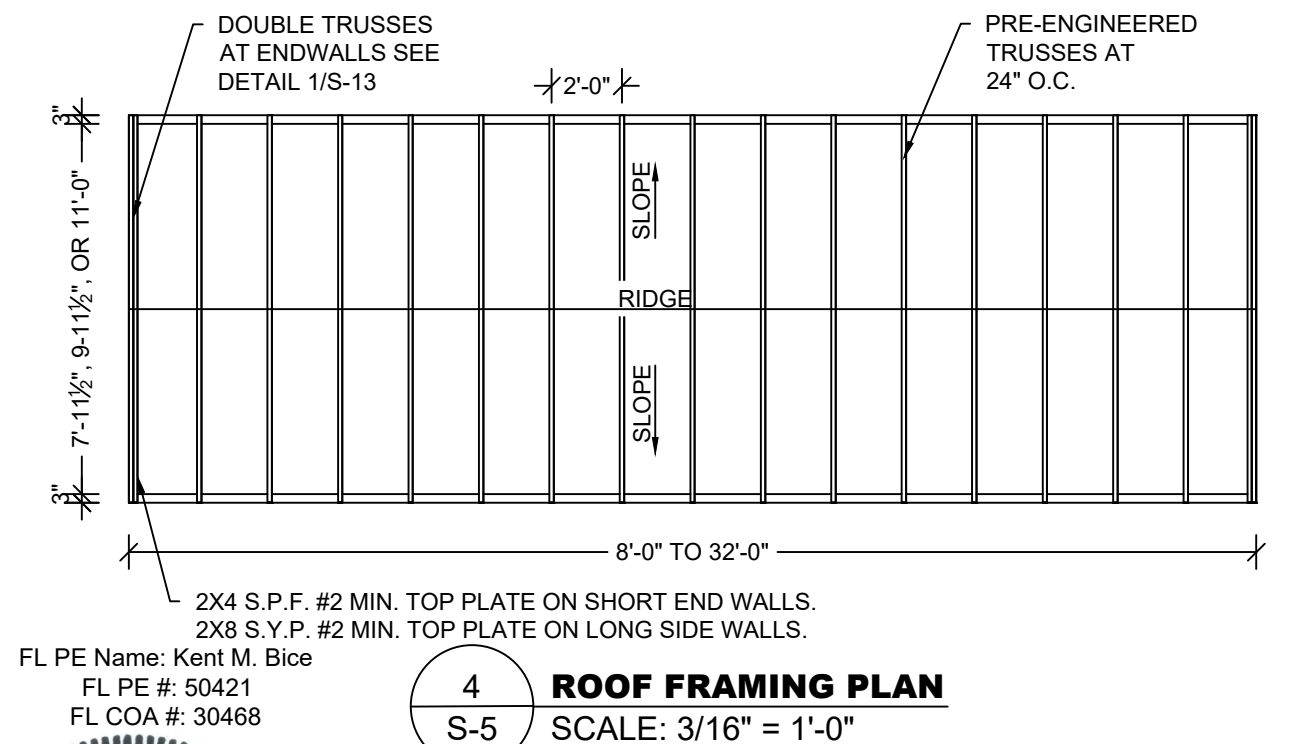 DOUBLE TRUSSES
AT ENDWALLS SEE
DETAIL 1/S-13
PRE-ENGINEERED
TRUSSES AT
24" O.C.
2'-0"
3"
7'-11½", 9-11½", OR 11'-0"
3"
SLOPE
RIDGE
SLOPE
8'-0" TO 32'-0"
2X4 S.P.F. #2 MIN. TOP PLATE ON SHORT END WALLS.
2X8 S.Y.P. #2 MIN. TOP PLATE ON LONG SIDE WALLS.
FL PE Name: Kent M. Bice
FL PE #: 50421
FL COA #: 30468
4
S-5
ROOF FRAMING PLAN
SCALE: 3/16" = 1'-0"